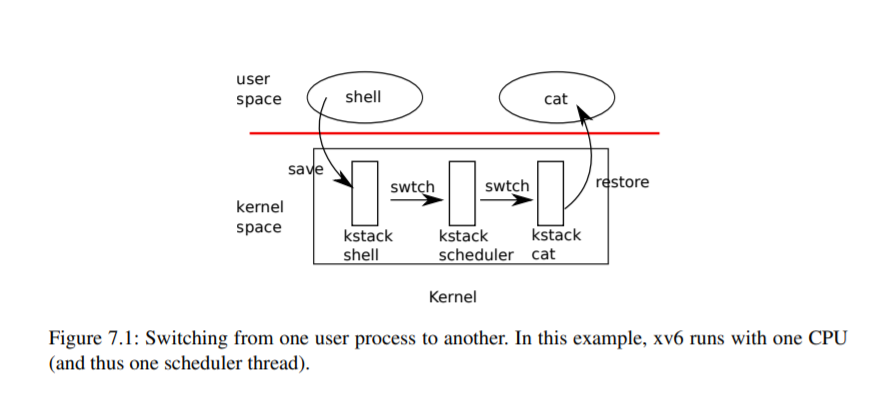 user
space
shell
cat
save
swtch
swtch
restore
kernel
space
kstack
shell
kstack
scheduler
kstack
cat
Kernel
Figure 7.1: Switching from one user process to another. In this example, xv6 runs with one CPU
(and thus one scheduler thread).